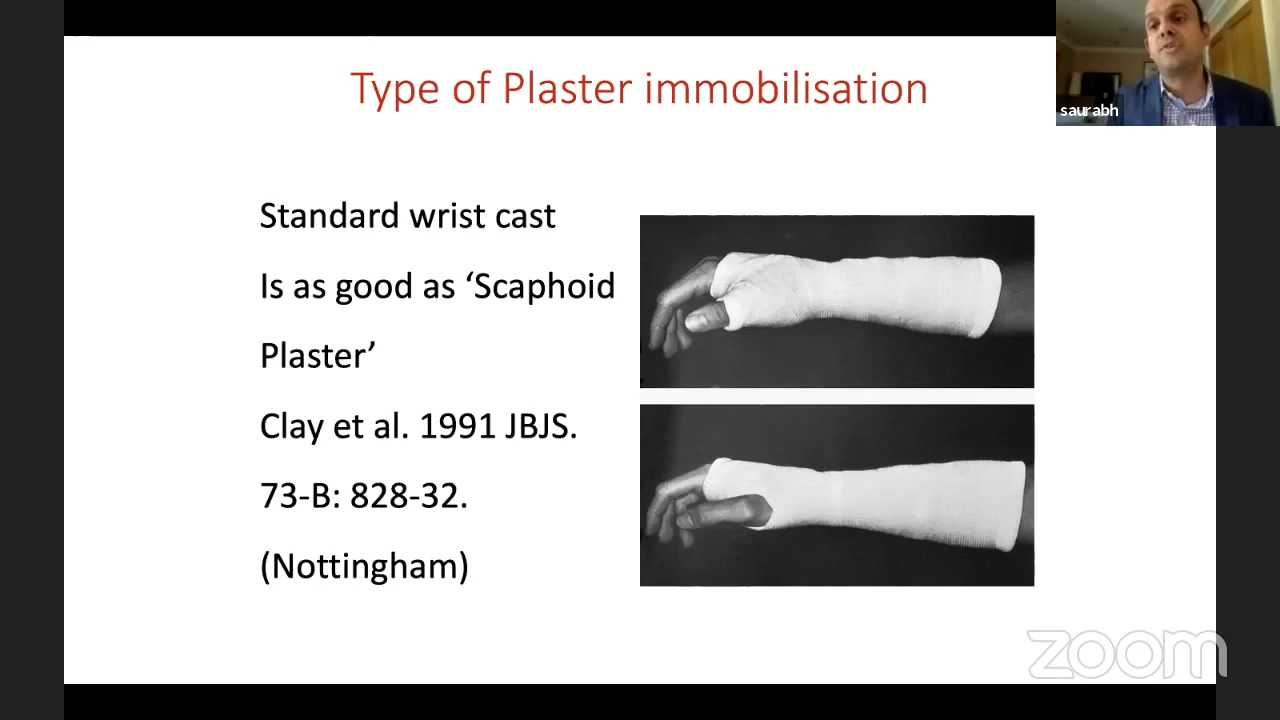 Type of Plaster immobilisation
saurabh
Standard wrist cast
Is as good as ‘Scaphoid
Plaster’
Clay et al. 1991 JBJS.
73-B: 828-32.
(Nottingham)
zoom